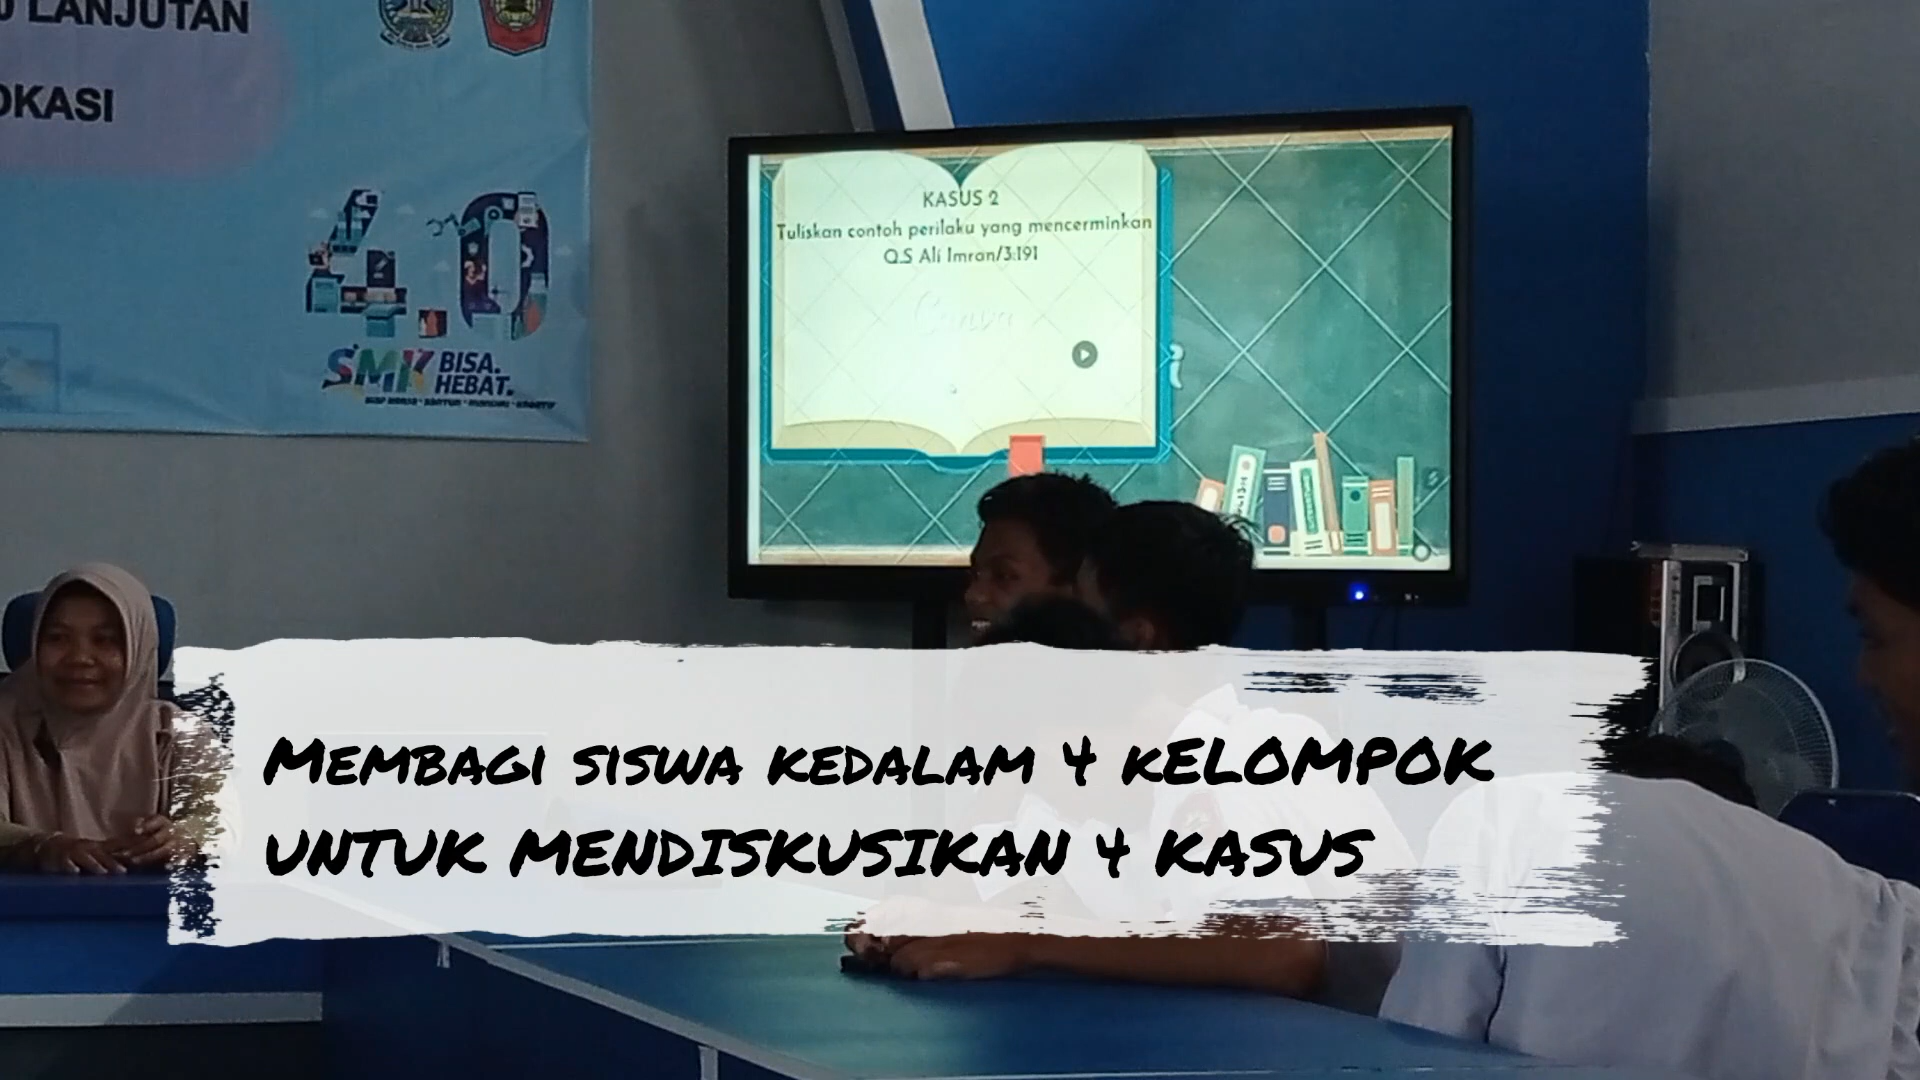 LANJUTAN
OKASI
4.0
SMK BISA.
HEBAT.
KASUS 2
Tuliskan contoh perilaku yang mencerminkan
Q.S Ali Imran/3:191
Canva
MEMBAGI SISWA KEDALAM 4 KELOMPOK
UNTUK MENDISKUSIKAN 4 KASUS